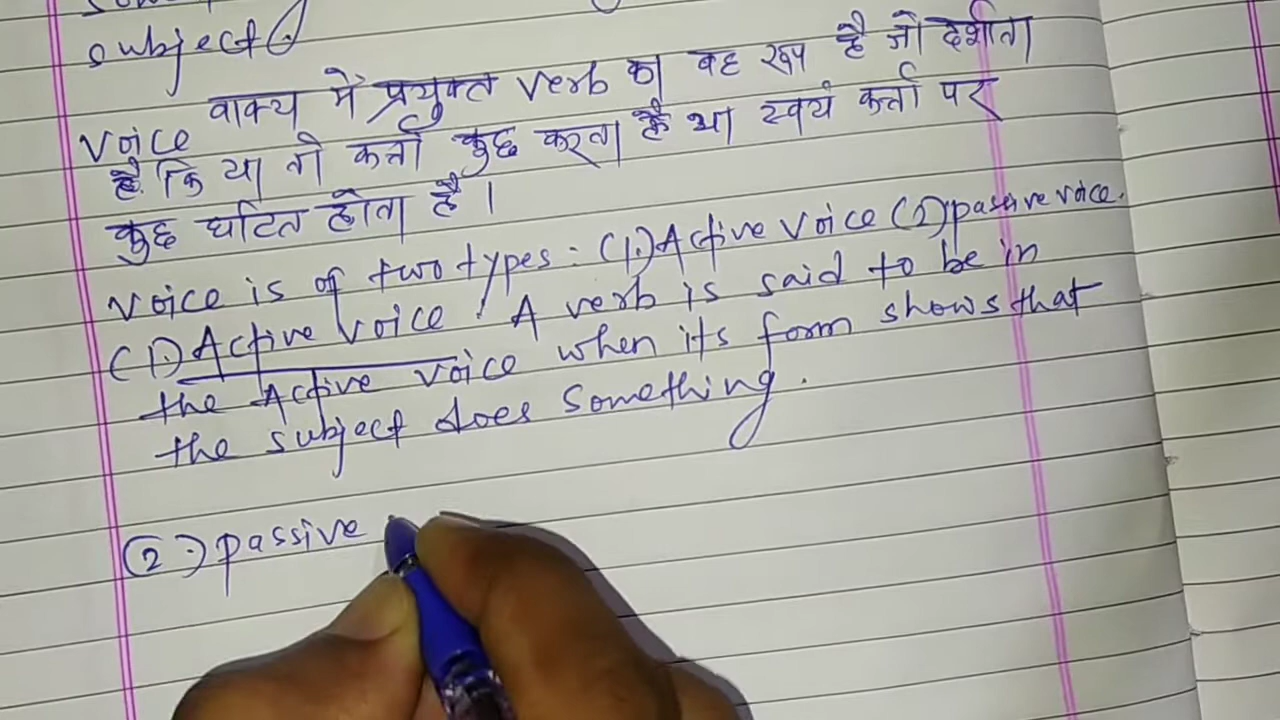 subject.
वाक्य में प्रयुक्त verb का वह रूप है जो दर्शाता
voice
है. कि या तो कर्त्ता कुछ करता है या स्वयं कर्त्ता पर
कुछ घटित होता है ।
Voice is of two types : (1.) Active Voice (2) passive voice.
(1.) Active Voice : A verb is said to be in
the Active voice when its form shows that
the subject does something.
(2.) passive